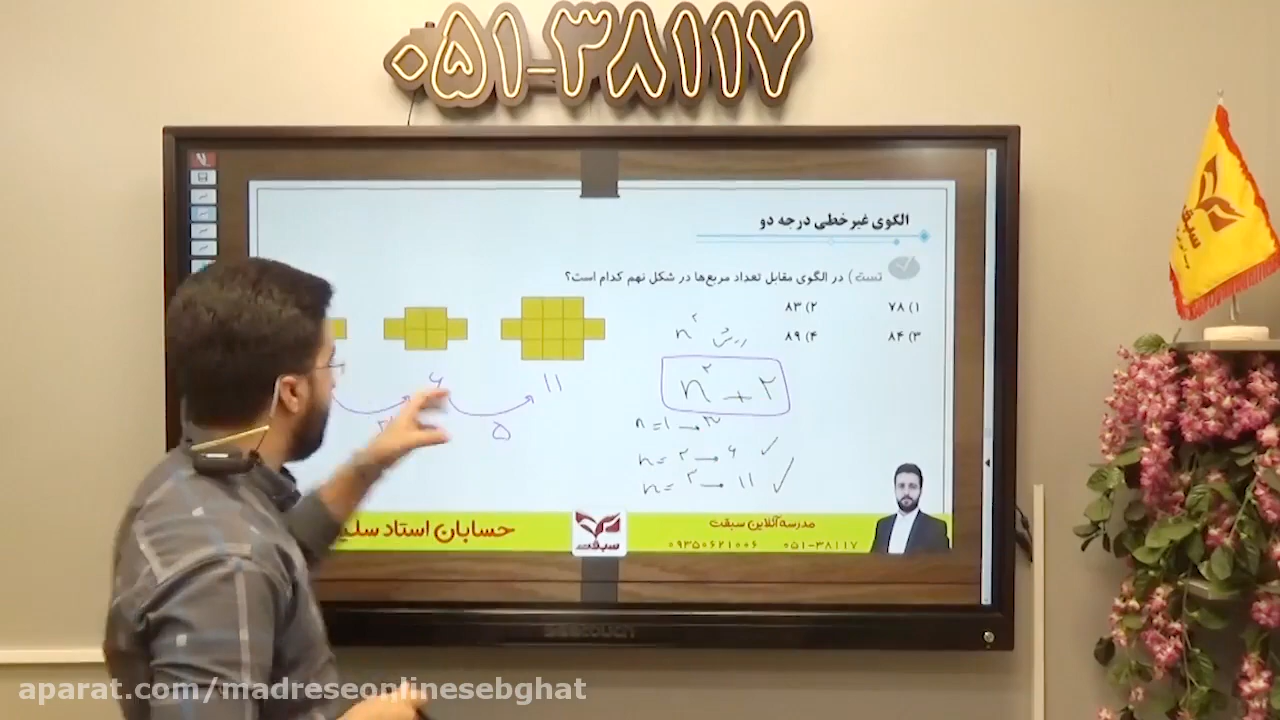 ۰۵۱-۳۸۱۱۷
الگوی غیرخطی درجه دو
تست) در الگوی مقابل تعداد مربع‌ها در شکل نهم کدام است؟
۱) ۷۸ ۲) ۸۳
۳) ۸۴ ۴) ۸۹
n²
n² + ۲
n = ۱ → ۳
n = ۲ → ۶ ✓
n = ۳ → ۱۱ ✓
۶ ۱۱
۳ ۵
حسابان استاد
سبقت
مدرسه آنلاین سبقت
۰۹۳۵۰۶۲۱۰۰۶ ۰۵۱-۳۸۱۱۷
سبقت
aparat.com/madreseonlinesebghat